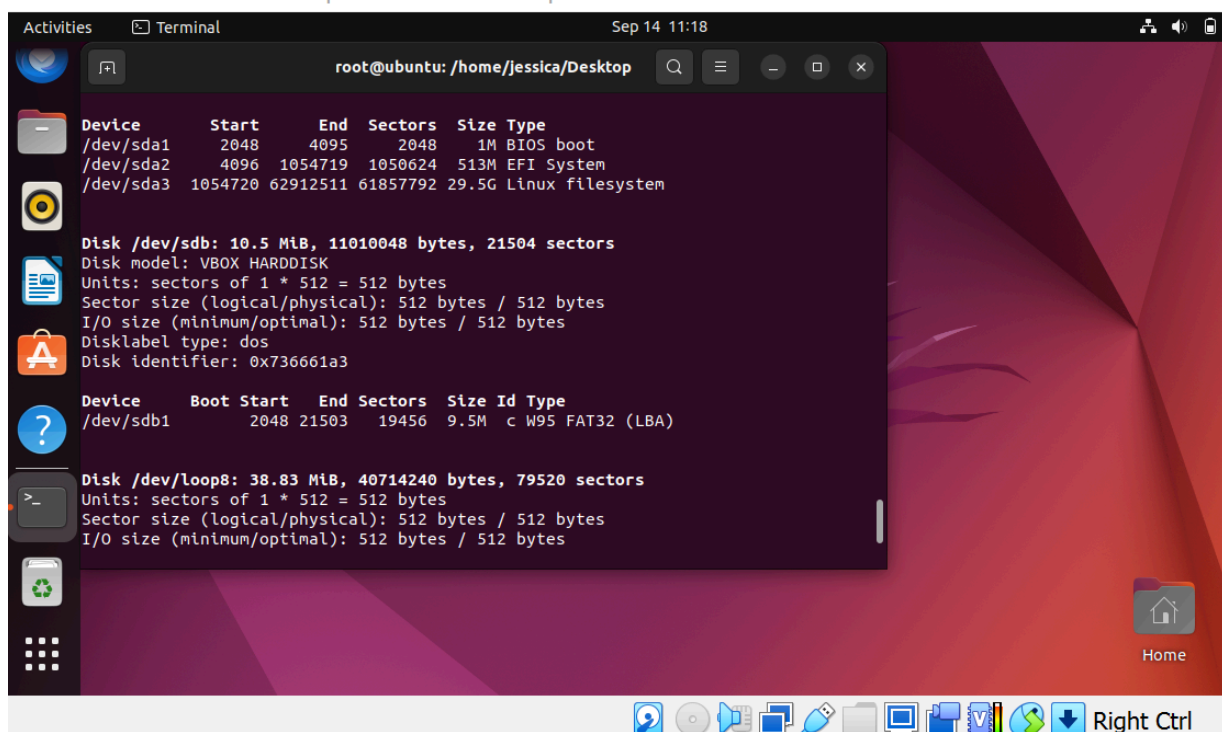 Activities Terminal Sep 14 11:18
root@ubuntu: /home/jessica/Desktop
Device Start End Sectors Size Type
/dev/sda1 2048 4095 2048 1M BIOS boot
/dev/sda2 4096 1054719 1050624 513M EFI System
/dev/sda3 1054720 62912511 61857792 29.5G Linux filesystem
Disk /dev/sdb: 10.5 MiB, 11010048 bytes, 21504 sectors
Disk model: VBOX HARDDISK
Units: sectors of 1 * 512 = 512 bytes
Sector size (logical/physical): 512 bytes / 512 bytes
I/O size (minimum/optimal): 512 bytes / 512 bytes
Disklabel type: dos
Disk identifier: 0x736661a3
Device Boot Start End Sectors Size Id Type
/dev/sdb1 2048 21503 19456 9.5M c W95 FAT32 (LBA)
Disk /dev/loop8: 38.83 MiB, 40714240 bytes, 79520 sectors
Units: sectors of 1 * 512 = 512 bytes
Sector size (logical/physical): 512 bytes / 512 bytes
I/O size (minimum/optimal): 512 bytes / 512 bytes
Home
Right Ctrl